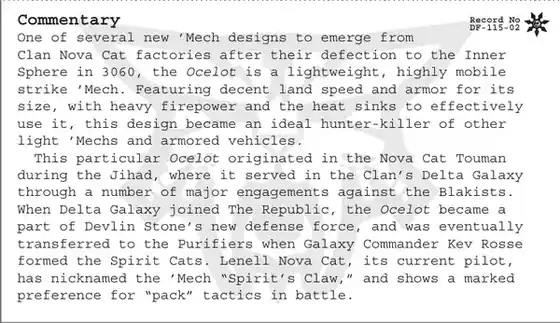 Commentary
Record No
DF-115-02
One of several new ’Mech designs to emerge from
Clan Nova Cat factories after their defection to the Inner
Sphere in 3060, the Ocelot is a lightweight, highly mobile
strike ’Mech. Featuring decent land speed and armor for its
size, with heavy firepower and the heat sinks to effectively
use it, this design became an ideal hunter-killer of other
light ’Mechs and armored vehicles.
This particular Ocelot originated in the Nova Cat Touman
during the Jihad, where it served in the Clan’s Delta Galaxy
through a number of major engagements against the Blakists.
When Delta Galaxy joined The Republic, the Ocelot became a
part of Devlin Stone’s new defense force, and was eventually
transferred to the Purifiers when Galaxy Commander Kev Rosse
formed the Spirit Cats. Lenell Nova Cat, its current pilot,
has nicknamed the ’Mech “Spirit’s Claw,” and shows a marked
preference for “pack” tactics in battle.